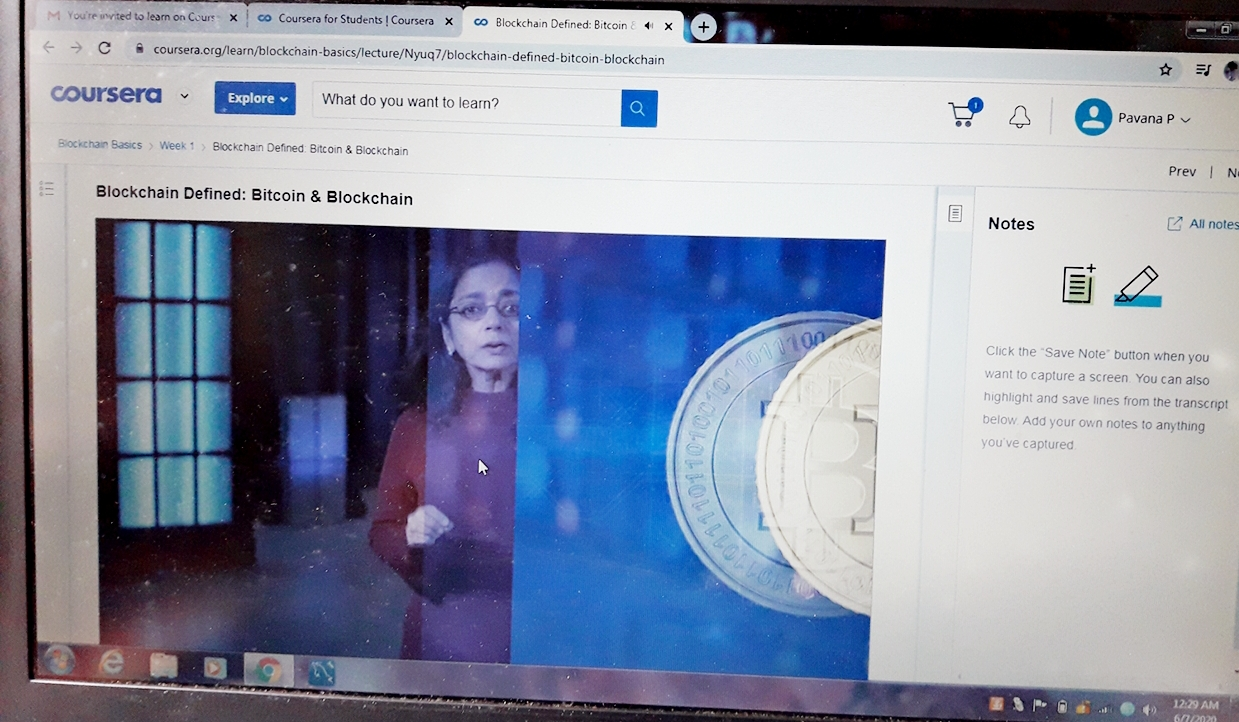 You're invited to learn on Cours
Coursera for Students | Coursera
Blockchain Defined: Bitcoin &
coursera.org/learn/blockchain-basics/lecture/Nyuq7/blockchain-defined-bitcoin-blockchain
coursera
Explore
What do you want to learn?
1
Pavana P
Blockchain Basics > Week 1 > Blockchain Defined: Bitcoin & Blockchain
Prev |
Blockchain Defined: Bitcoin & Blockchain
Notes
All notes
Click the "Save Note" button when you
want to capture a screen. You can also
highlight and save lines from the transcript
below. Add your own notes to anything
you've captured.
12:29 AM
6/7/2020